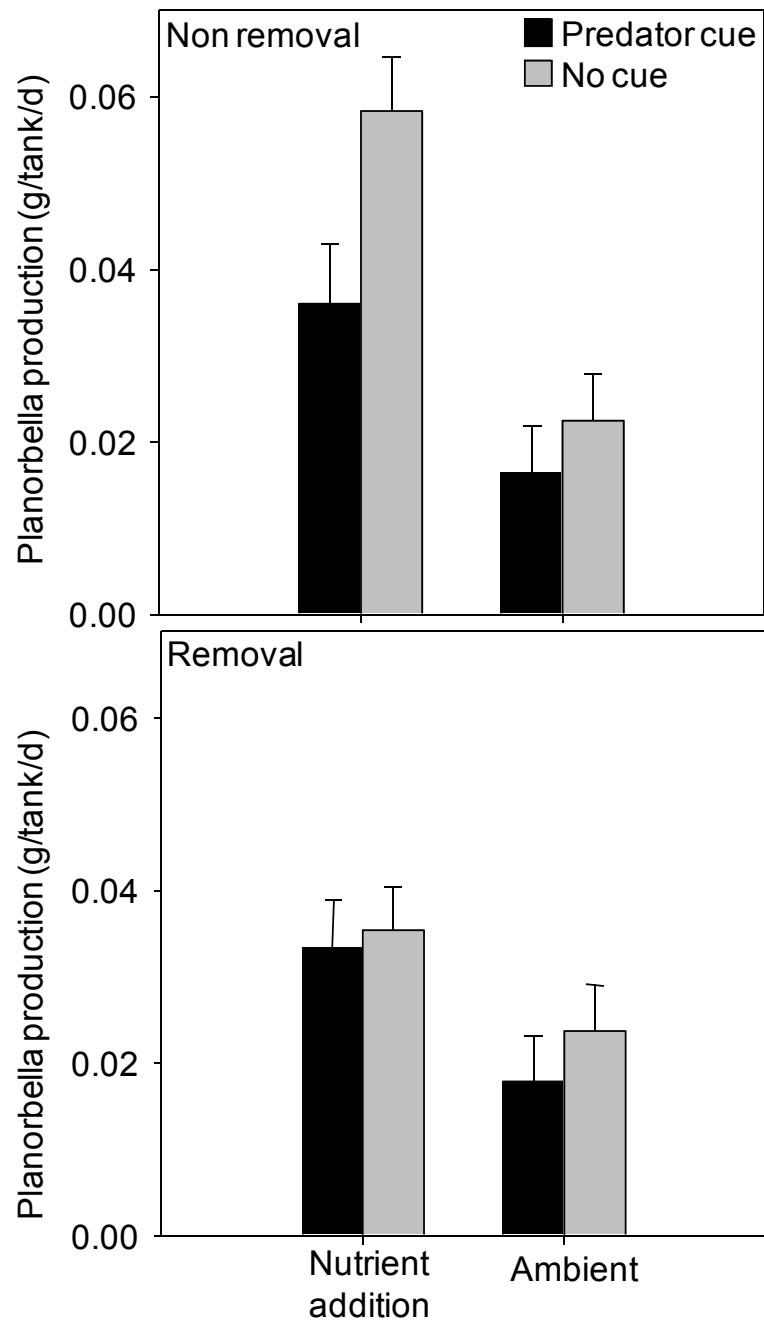 Non removal
Predator cue
No cue
Planorbella production (g/tank/d)
0.06
0.04
0.02
0.00
Removal
Planorbella production (g/tank/d)
0.06
0.04
0.02
0.00
Nutrient
addition
Ambient